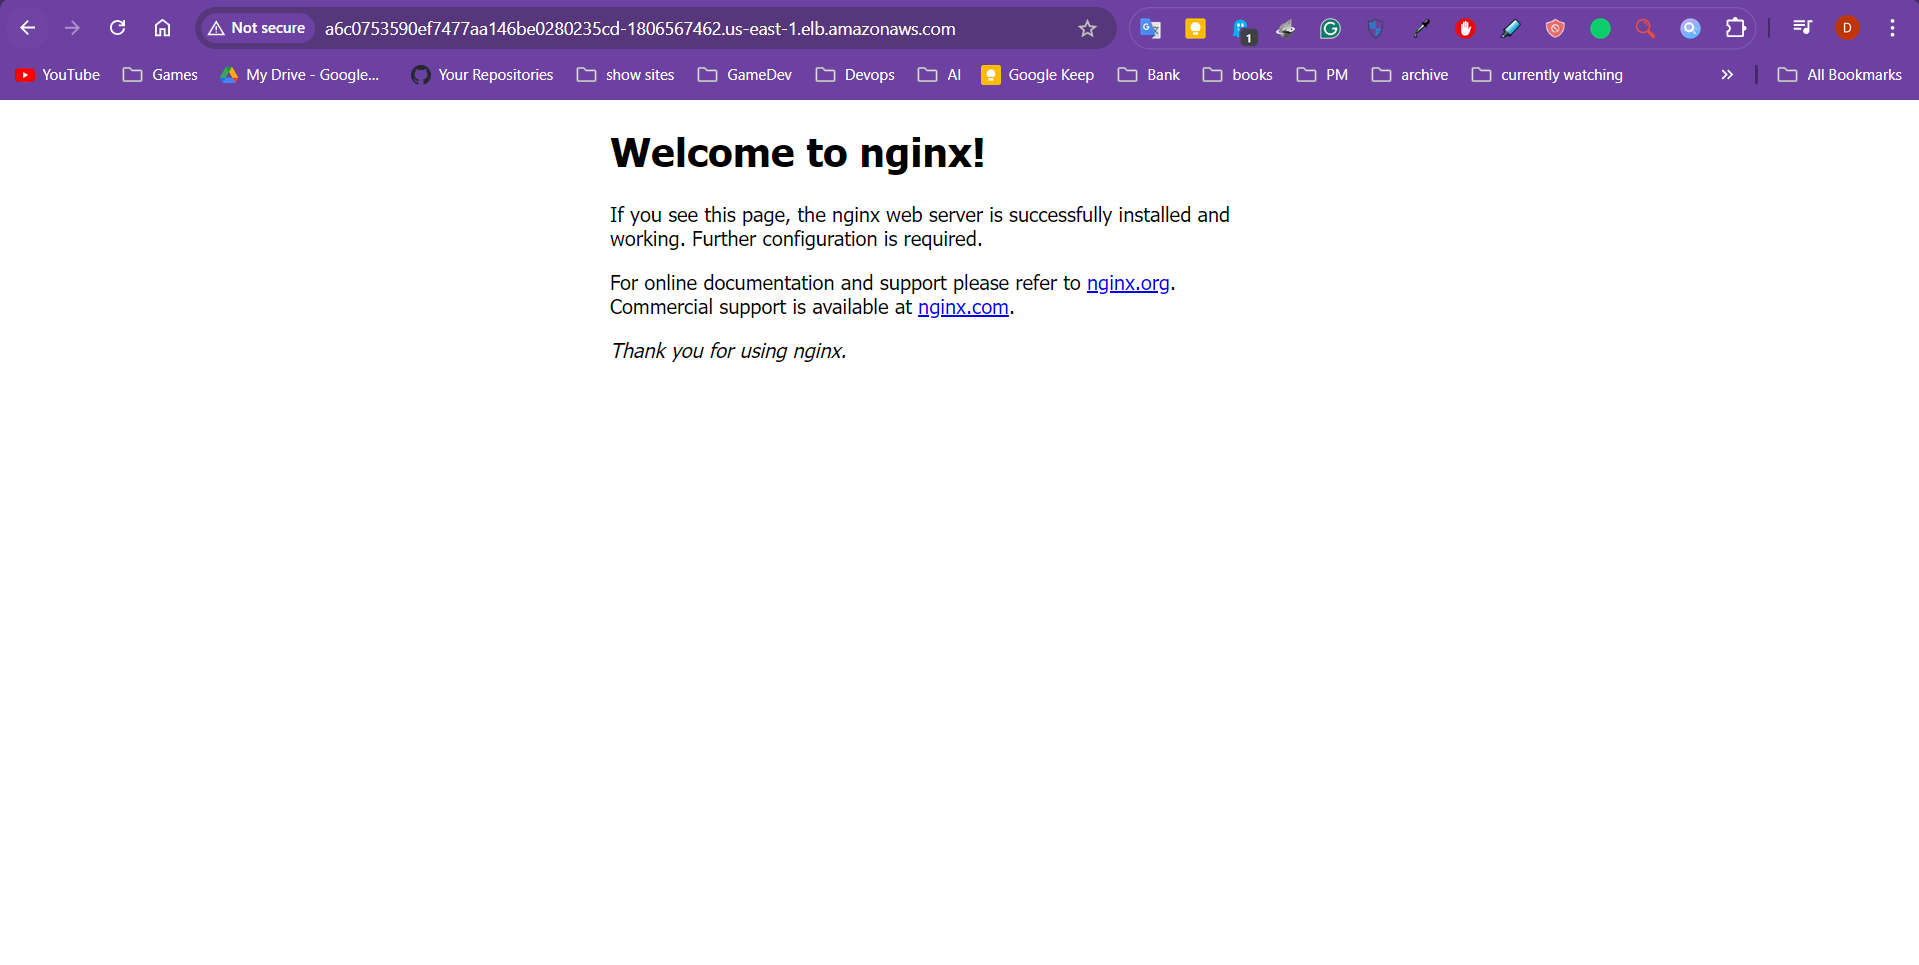 Not secure a6c0753590ef7477aa146be0280235cd-1806567462.us-east-1.elb.amazonaws.com 1 D
YouTube Games My Drive - Google... Your Repositories show sites GameDev Devops AI Google Keep Bank books PM archive currently watching » All Bookmarks
Welcome to nginx!
If you see this page, the nginx web server is successfully installed and
working. Further configuration is required.
For online documentation and support please refer to nginx.org.
Commercial support is available at nginx.com.
Thank you for using nginx.